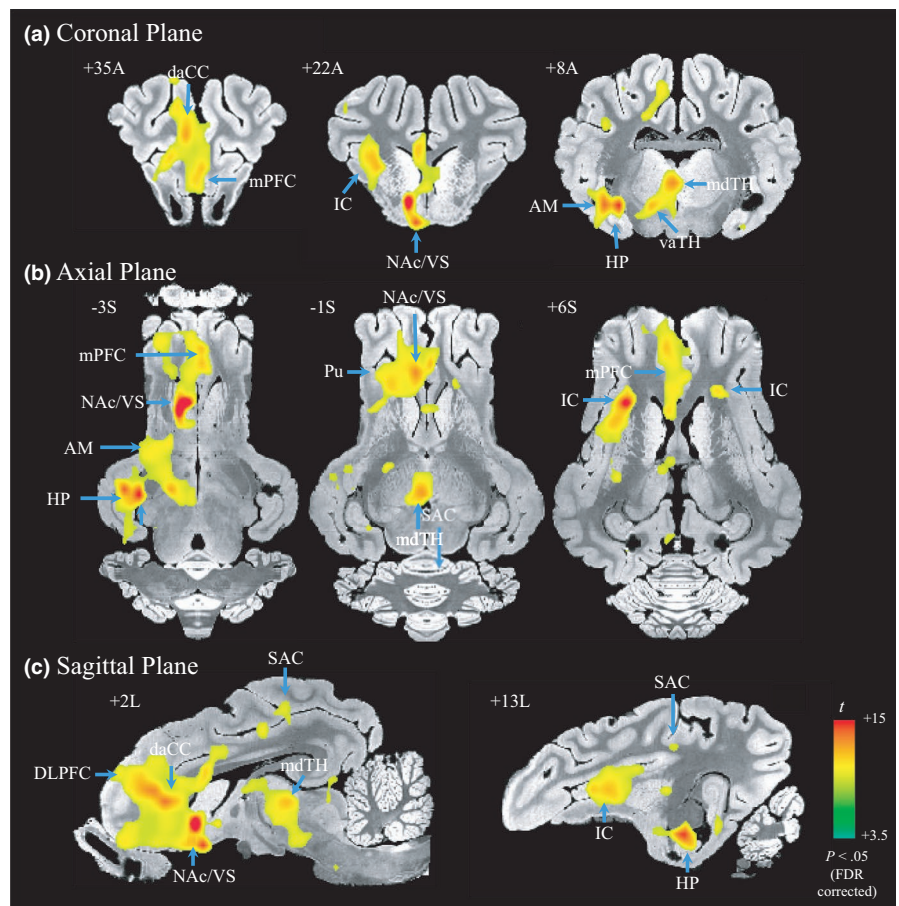 (a) Coronal Plane
+35A
daCC
mPFC
+22A
IC
NAc/VS
+8A
AM
mdTH
vaTH
HP
(b) Axial Plane
-3S
mPFC
NAc/VS
AM
HP
-1S
NAc/VS
Pu
SAC
mdTH
+6S
mPFC
IC
IC
(c) Sagittal Plane
+2L
SAC
daCC
DLPFC
mdTH
NAc/VS
+13L
SAC
IC
HP
t
+15
+3.5
P < .05
(FDR
corrected)